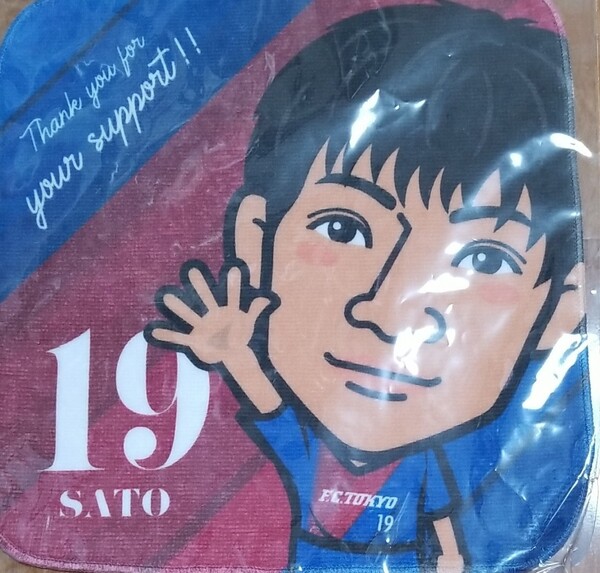 Thank you for
your support!!
19
SATO
F.C.TOKYO
19